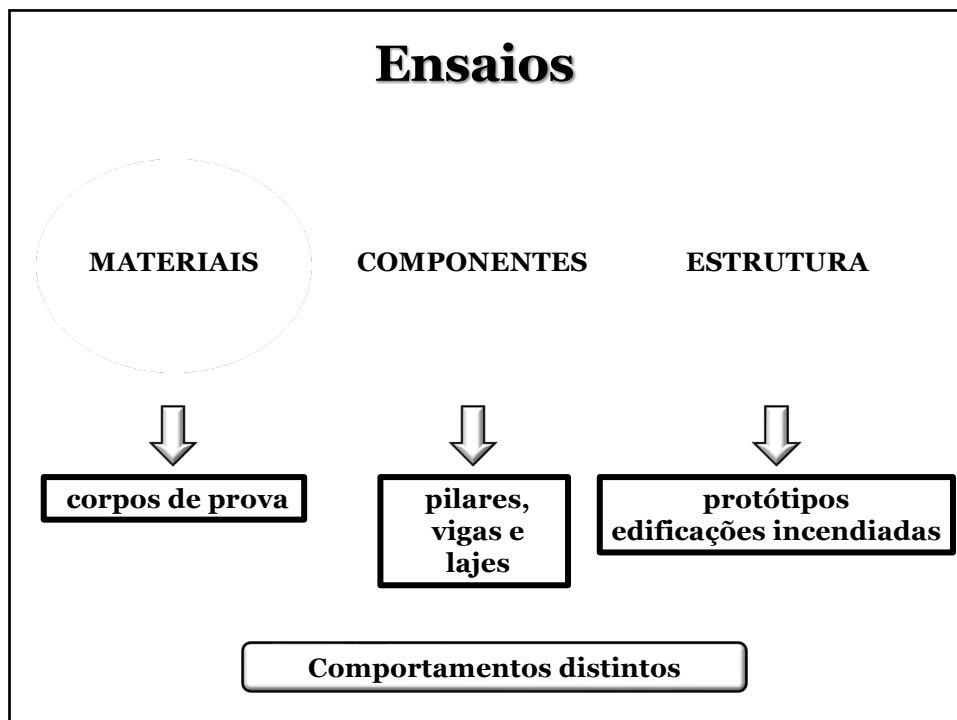 Ensaios
MATERIAIS
COMPONENTES
ESTRUTURA
corpos de prova
pilares,
vigas e
lajes
protótipos
edificações incendiadas
Comportamentos distintos